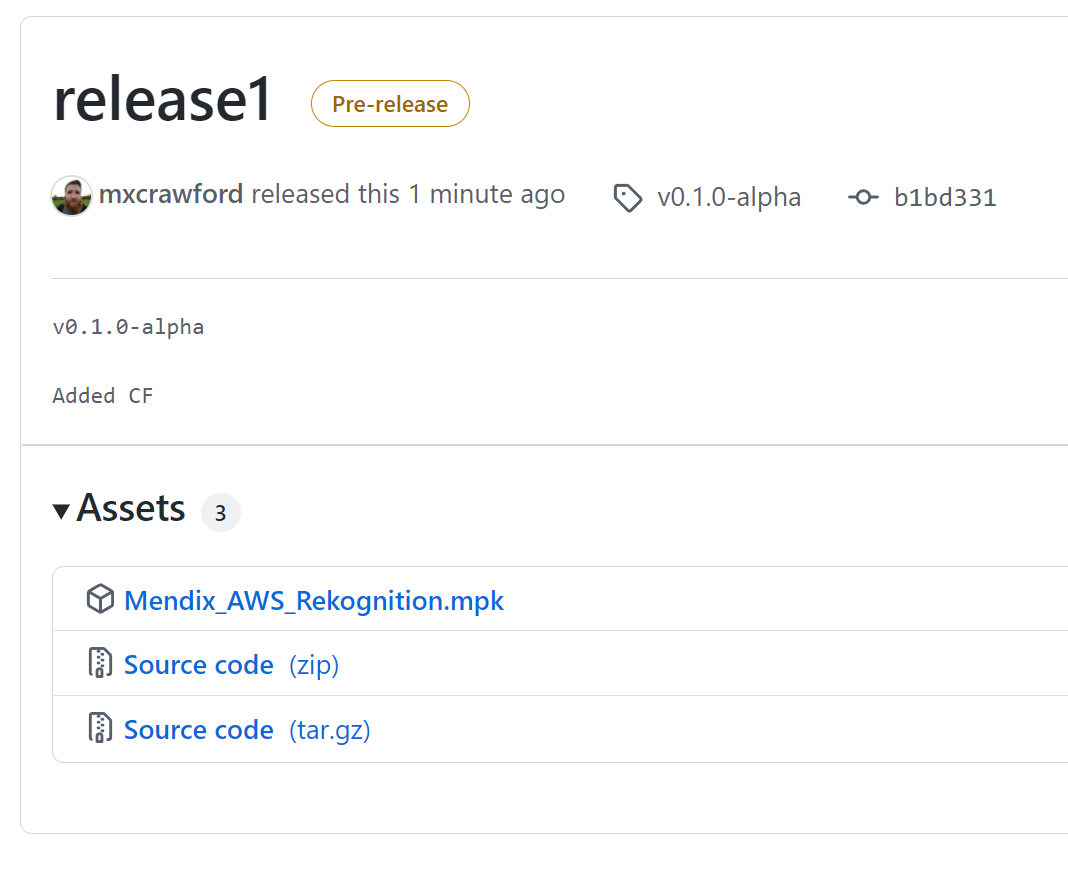 release1 Pre-release
mxcrawford released this 1 minute ago v0.1.0-alpha b1bd331
v0.1.0-alpha
Added CF
Assets 3
Mendix_AWS_Rekognition.mpk
Source code (zip)
Source code (tar.gz)